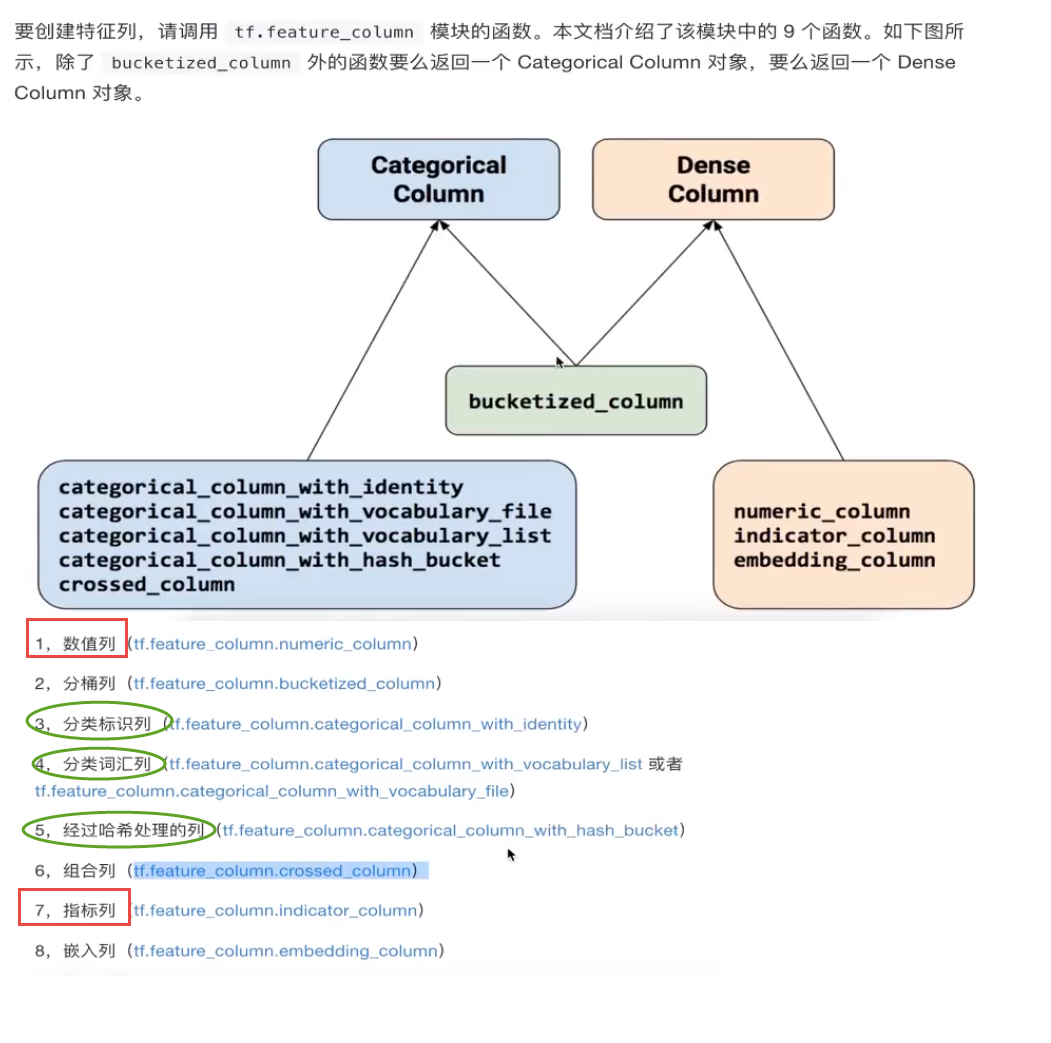 要创建特征列，请调用 tf.feature_column 模块的函数。本文档介绍了该模块中的 9 个函数。如下图所
示，除了 bucketized_column 外的函数要么返回一个 Categorical Column 对象，要么返回一个 Dense
Column 对象。
Categorical
Column
Dense
Column
bucketized_column
categorical_column_with_identity
categorical_column_with_vocabulary_file
categorical_column_with_vocabulary_list
categorical_column_with_hash_bucket
crossed_column
numeric_column
indicator_column
embedding_column
1，数值列（tf.feature_column.numeric_column）
2，分桶列（tf.feature_column.bucketized_column）
3，分类标识列（tf.feature_column.categorical_column_with_identity）
4，分类词汇列（tf.feature_column.categorical_column_with_vocabulary_list 或者
tf.feature_column.categorical_column_with_vocabulary_file）
5，经过哈希处理的列（tf.feature_column.categorical_column_with_hash_bucket）
6，组合列（tf.feature_column.crossed_column）
7，指标列（tf.feature_column.indicator_column）
8，嵌入列（tf.feature_column.embedding_column）